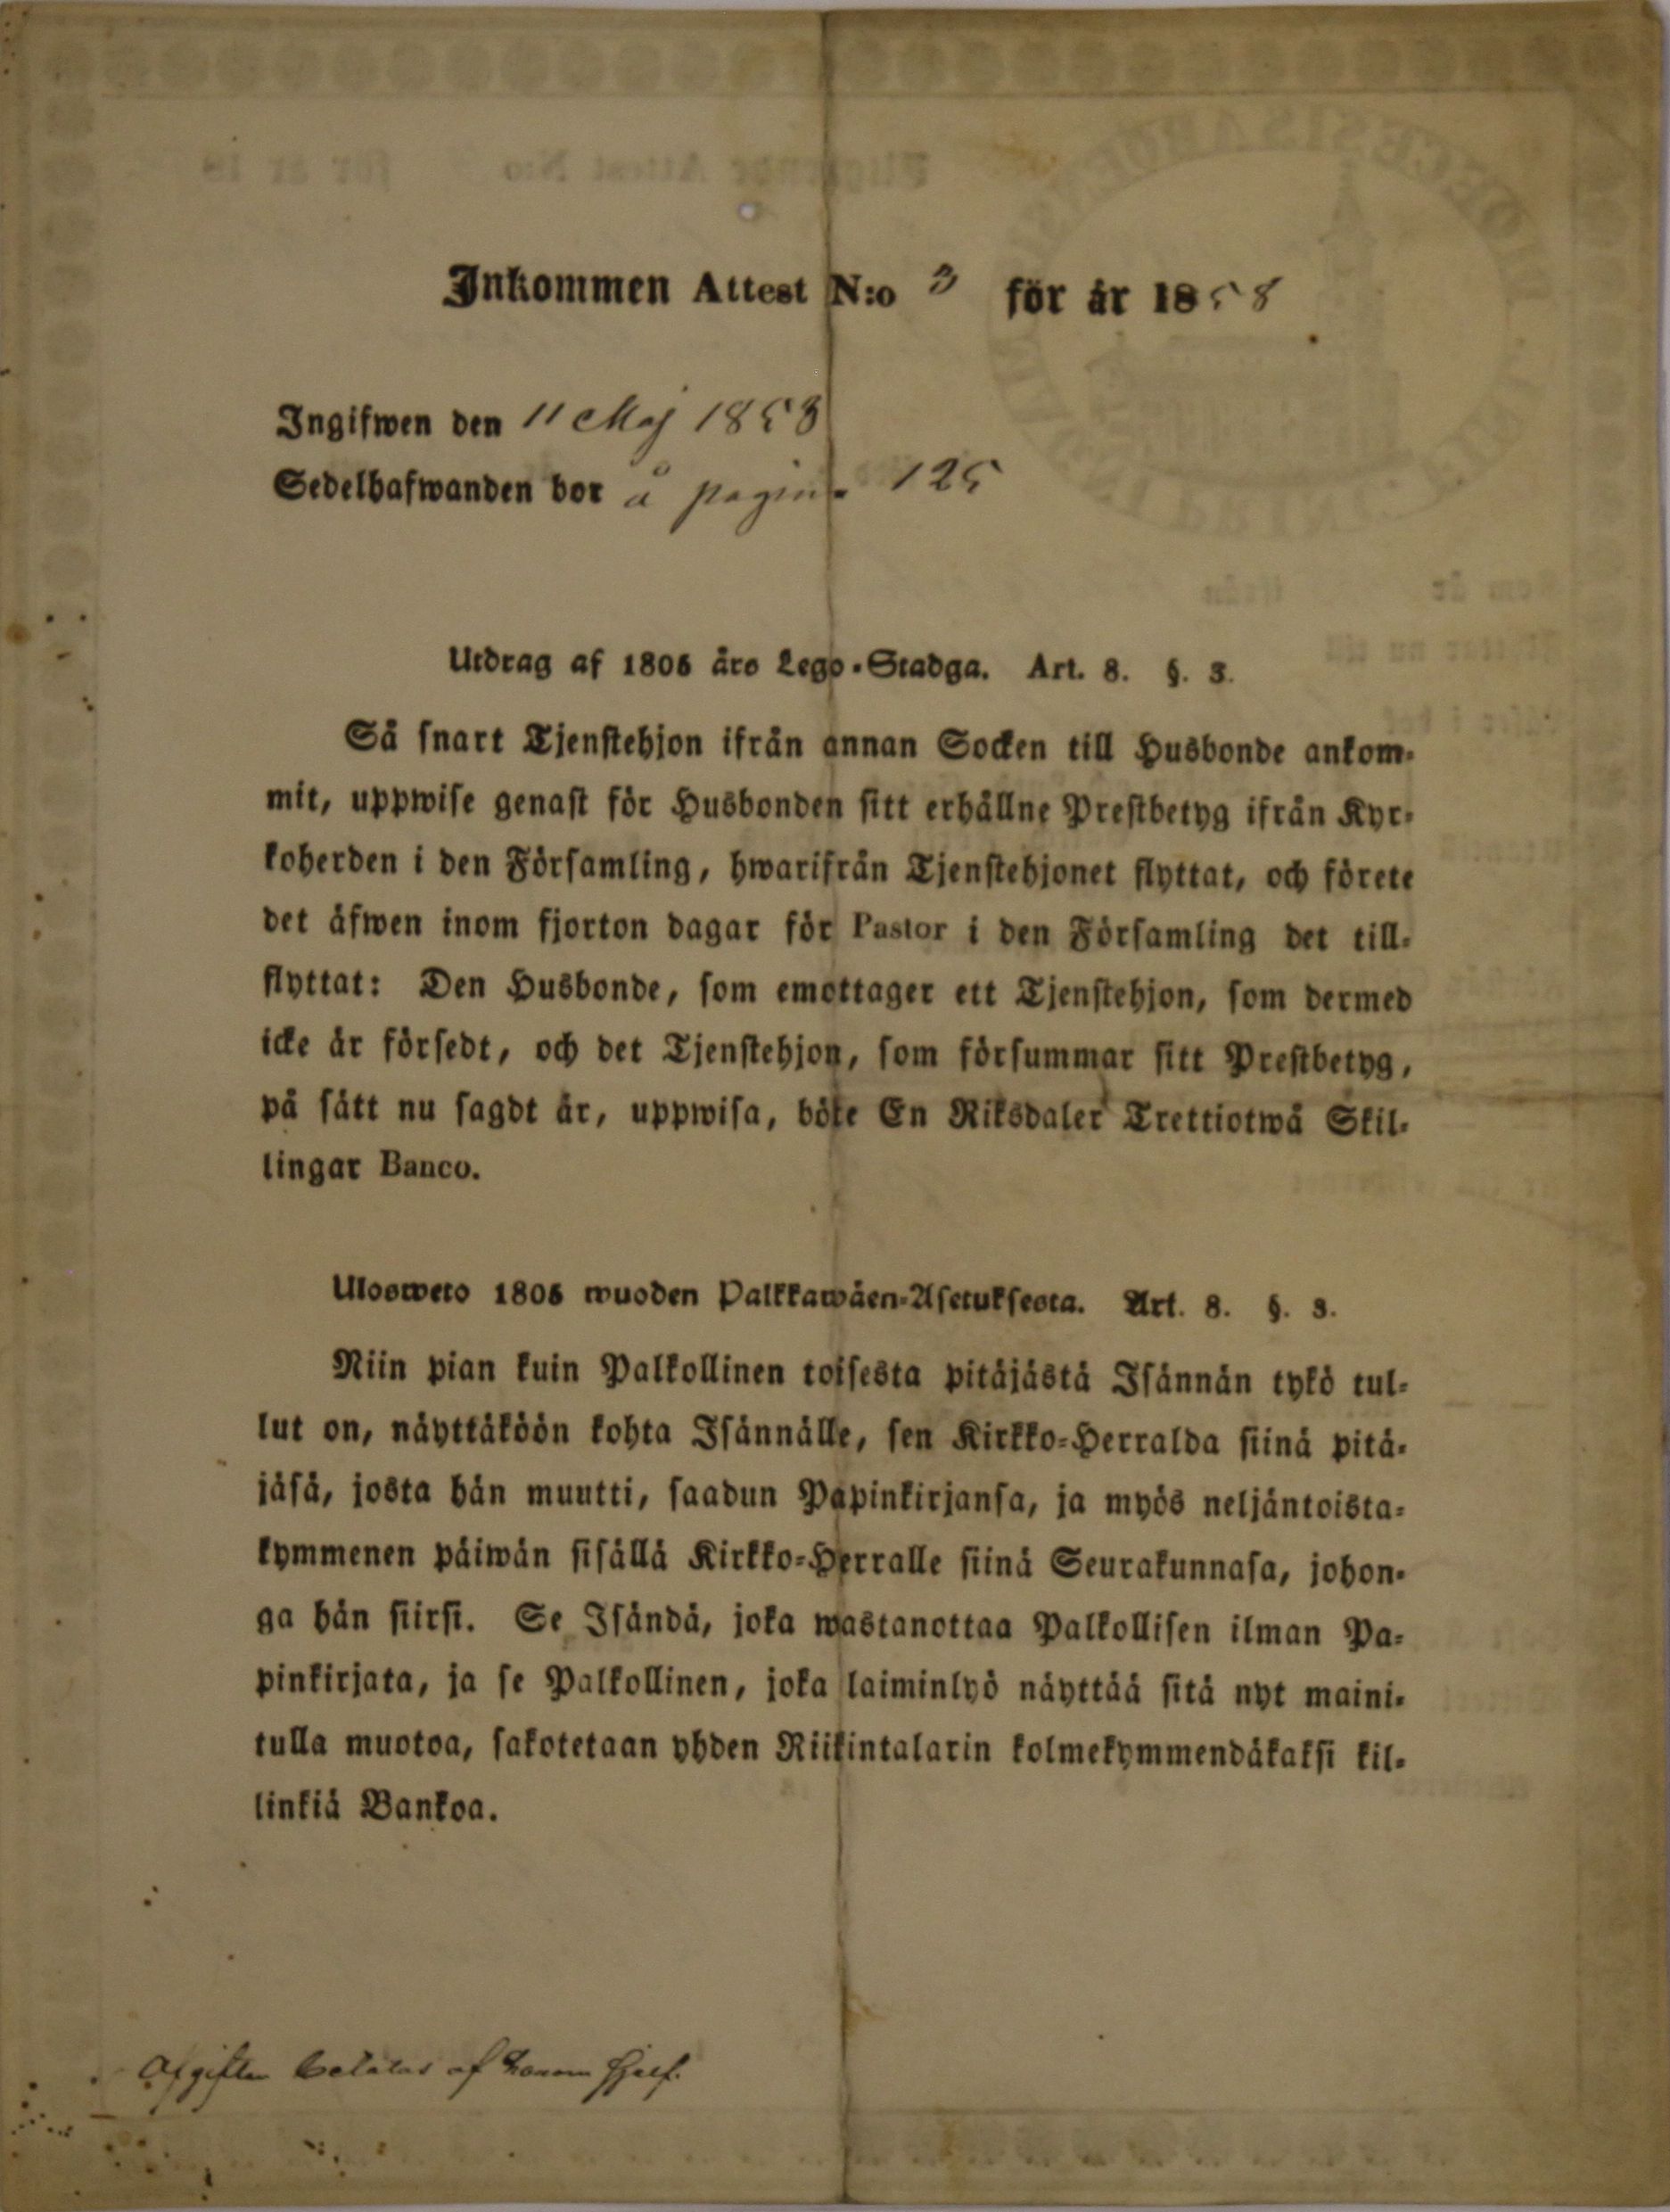 Inkommen Attest N:o 3 för år 1858
Ingifwen den 11 Maj 1858
Sedelhafwanden bor å pagina 125
Utdrag af 1805 års Lego-Stadga. Art. 8. §. 3.
Så snart Tjenstehjon ifrån annan Socken till Husbonde ankom-
mit, uppwise genast för Husbonden sitt erhållne Prestbetyg ifrån Kyr-
koherden i den Församling, hwarifrån Tjenstehjonet flyttat, och förete
det äfwen inom fjorton dagar för Pastor i den Församling det till-
flyttat: Den Husbonde, som emottager ett Tjenstehjon, som dermed
icke är försedt, och det Tjenstehjon, som försummar sitt Prestbetyg,
på sätt nu sagdt är, uppwisa, böte En Riksdaler Trettiotwå Skil-
lingar Banco.
Ulosweto 1805 wuoden Palkkawäen-Asetuksesta. Art. 8. §. 3.
Niin pian kuin Palkollinen toisesta pitäjästä Isännän tykö tul-
lut on, näyttäköön kohta Isännälle, sen Kirkko-Herralda siinä pitä-
jäsä, josta hän muutti, saadun Papinkirjansa, ja myös neljäntoista-
kymmenen päiwän sisällä Kirkko-Herralle siinä Seurakunnasa, johon-
ga hän siirsi. Se Isändä, joka wastanottaa Palkollisen ilman Pa-
pinkirjata, ja se Palkollinen, joka laiminlyö näyttää sitä nyt maini-
tulla muotoa, sakotetaan yhden Riikintalarin kolmekymmendäkaksi kil-
linkiä Bankoa.
Afgiften betalas af honom sjelf.